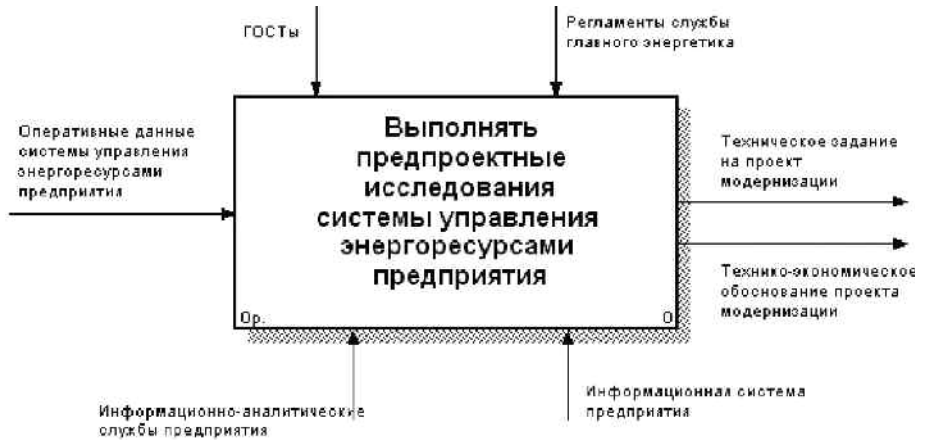 ГОСТы
Регламенты службы
главного энергетика
Оперативные данные
системы управления
энергоресурсами
предприятия
Выполнять
предпроектные
исследования
системы управления
энергоресурсами
предприятия
0р.
0
Техническое задание
на проект
модернизации
Технико-экономическое
обоснование проекта
модернизации
Информационно-аналитические
службы предприятия
Информационная система
предприятия